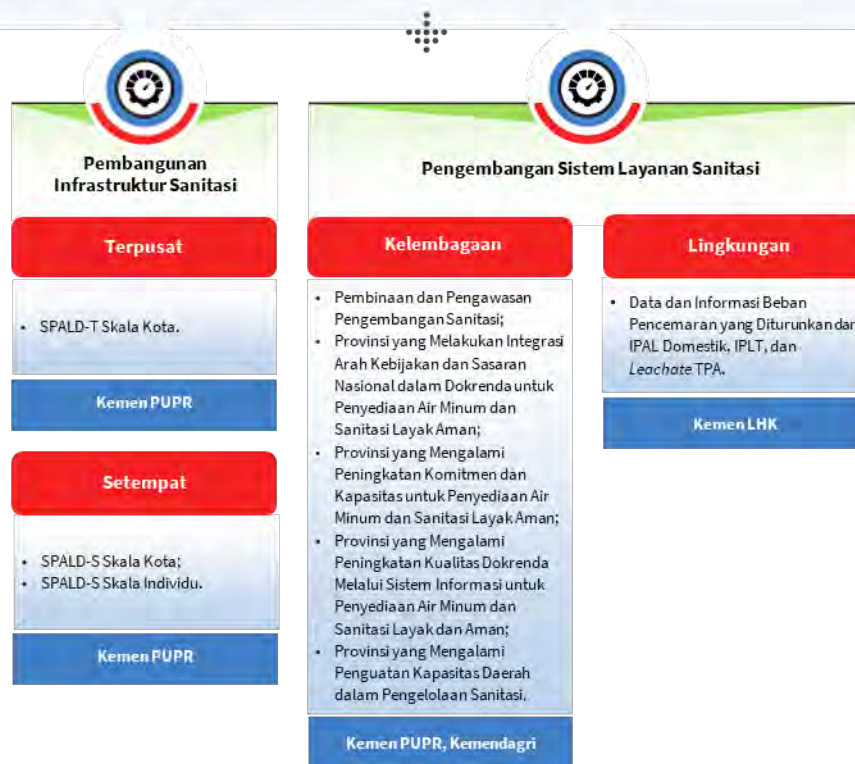 Pembangunan
Infrastruktur Sanitasi
Terpusat
• SPALD-T Skala Kota.
Kemen PUPR
Setempat
• SPALD-S Skala Kota;
• SPALD-S Skala Individu.
Kemen PUPR
Pengembangan Sistem Layanan Sanitasi
Kelembagaan
• Pembinaan dan Pengawasan
Pengembangan Sanitasi;
• Provinsi yang Melakukan Integrasi
Arah Kebijakan dan Sasaran
Nasional dalam Dokrenda untuk
Penyediaan Air Minum dan
Sanitasi Layak Aman;
• Provinsi yang Mengalami
Peningkatan Komitmen dan
Kapasitas untuk Penyediaan Air
Minum dan Sanitasi Layak Aman;
• Provinsi yang Mengalami
Peningkatan Kualitas Dokrenda
Melalui Sistem Informasi untuk
Penyediaan Air Minum dan
Sanitasi Layak dan Aman;
• Provinsi yang Mengalami
Penguatan Kapasitas Daerah
dalam Pengelolaan Sanitasi.
Kemen PUPR, Kemendagri
Lingkungan
• Data dan Informasi Beban
Pencemaran yang Diturunkan dar
IPAL Domestik, IPLT, dan
Leachate TPA.
Kemen LHK